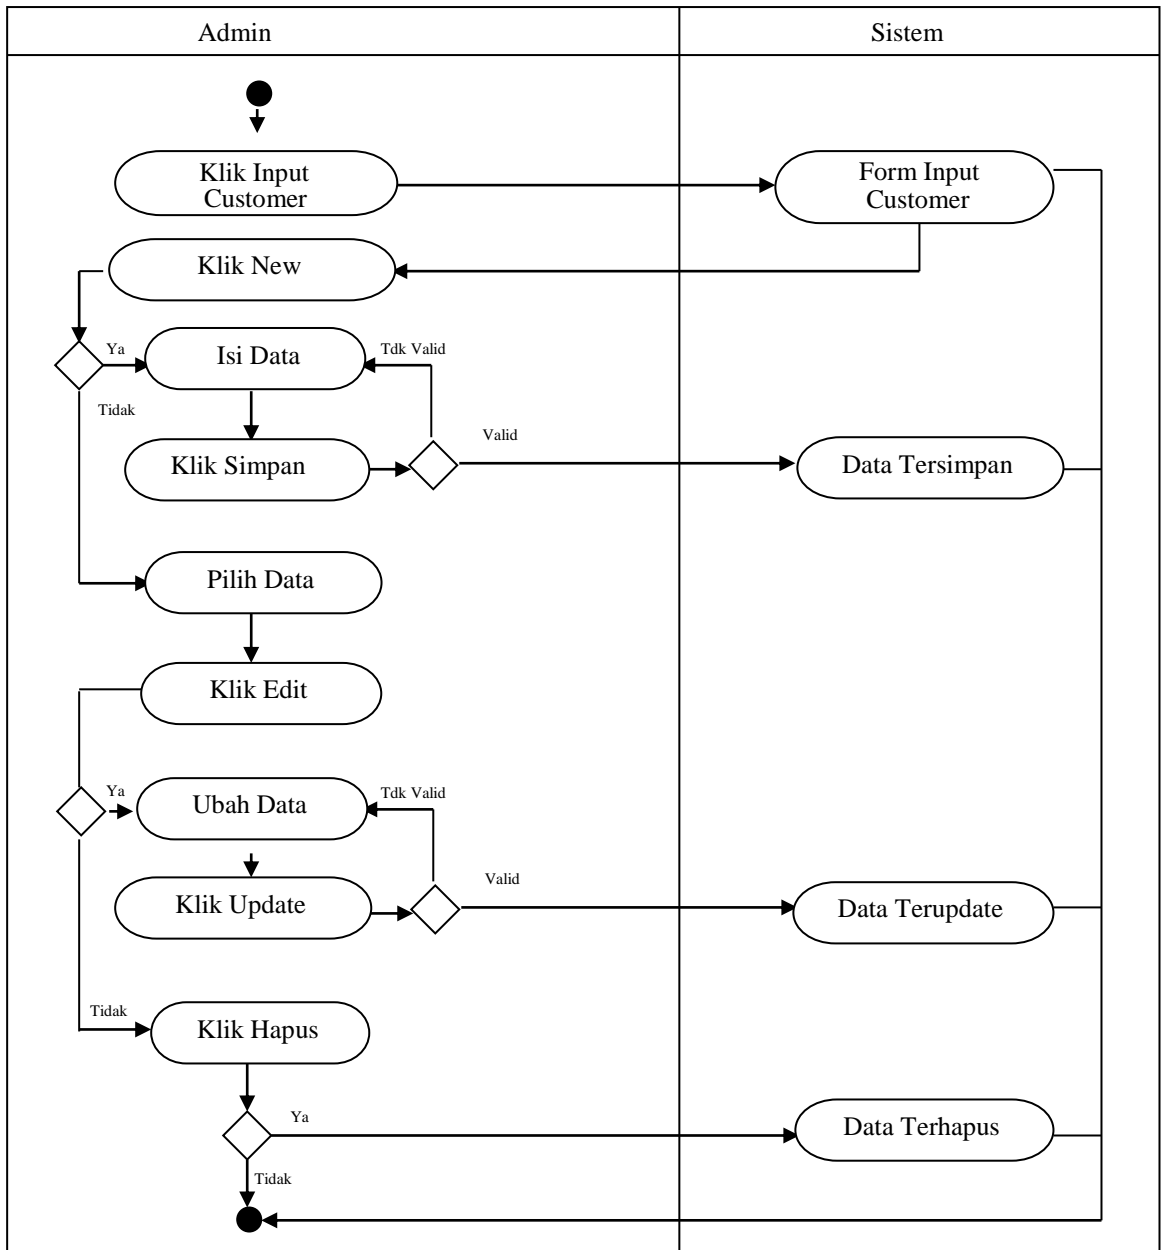 Admin
Sistem
Klik Input
Customer
Form Input
Customer
Klik New
Ya
Isi Data
Tdk Valid
Tidak
Klik Simpan
Valid
Data Tersimpan
Pilih Data
Klik Edit
Ya
Ubah Data
Tdk Valid
Klik Update
Valid
Data Terupdate
Tidak
Klik Hapus
Ya
Data Terhapus
Tidak